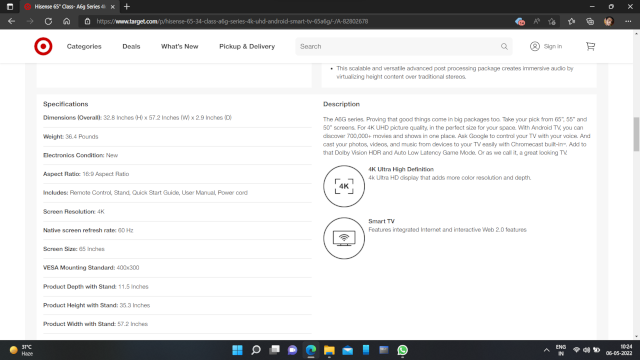 Hisense 65" Class- A6g Series 4k
https://www.target.com/p/hisense-65-34-class-a6g-series-4k-uhd-android-smart-tv-65a6g/-/A-82802678
Categories Deals What's New Pickup & Delivery Search Sign in
• This scalable and versatile advanced post processing package creates immersive audio by
virtualizing height content over traditional stereos.
Specifications
Dimensions (Overall): 32.8 Inches (H) x 57.2 Inches (W) x 2.9 Inches (D)
Weight: 36.4 Pounds
Electronics Condition: New
Aspect Ratio: 16:9 Aspect Ratio
Includes: Remote Control, Stand, Quick Start Guide, User Manual, Power cord
Screen Resolution: 4K
Native screen refresh rate: 60 Hz
Screen Size: 65 Inches
VESA Mounting Standard: 400x300
Product Depth with Stand: 11.5 Inches
Product Height with Stand: 35.3 Inches
Product Width with Stand: 57.2 Inches
Description
The A6G series. Proving that good things come in big packages too. Take your pick from 65", 55" and
50" screens. For 4K UHD picture quality, in the perfect size for your space. With Android TV, you can
discover 700,000+ movies and shows in one place. Ask Google to control your TV with your voice. And
cast your photos, videos, and music from devices to your TV easily with Chromecast built-in™. Add to
that Dolby Vision HDR and Auto Low Latency Game Mode. Or as we call it, a great looking TV.
4K
4K Ultra High Definition
4k Ultra HD display that adds more color resolution and depth.
Smart TV
Features integrated Internet and interactive Web 2.0 features
31°C
Haze
ENG
IN
10:24
06-05-2022